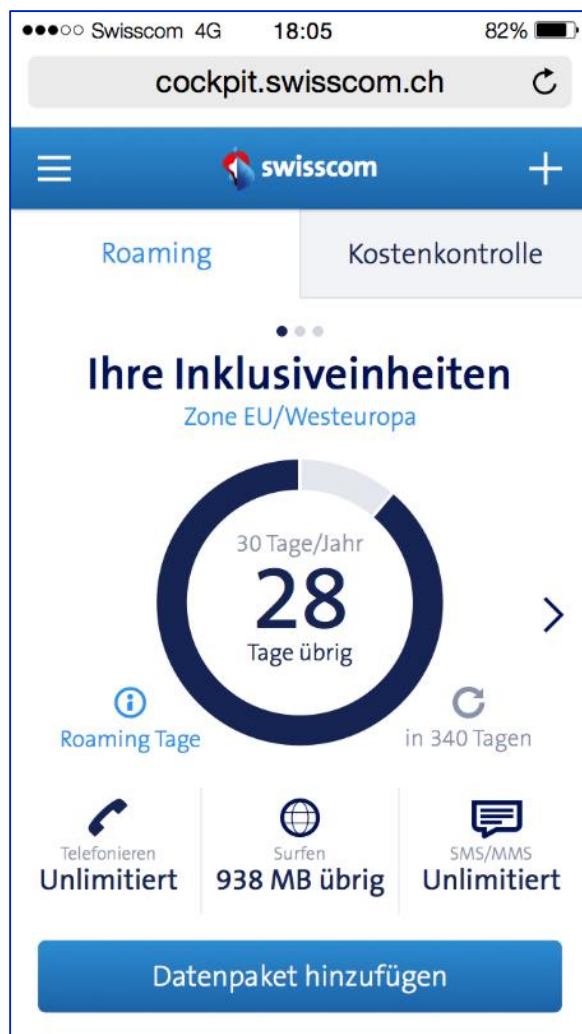 Swisscom 4G 18:05 82%
cockpit.swisscom.ch
swisscom
Roaming Kostenkontrolle
Ihre Inklusiveinheiten
Zone EU/Westeuropa
30 Tage/Jahr
28
Tage übrig
Roaming Tage
in 340 Tagen
Telefonieren Surfen SMS/MMS
Unlimitiert 938 MB übrig Unlimitiert
Datenpaket hinzufügen